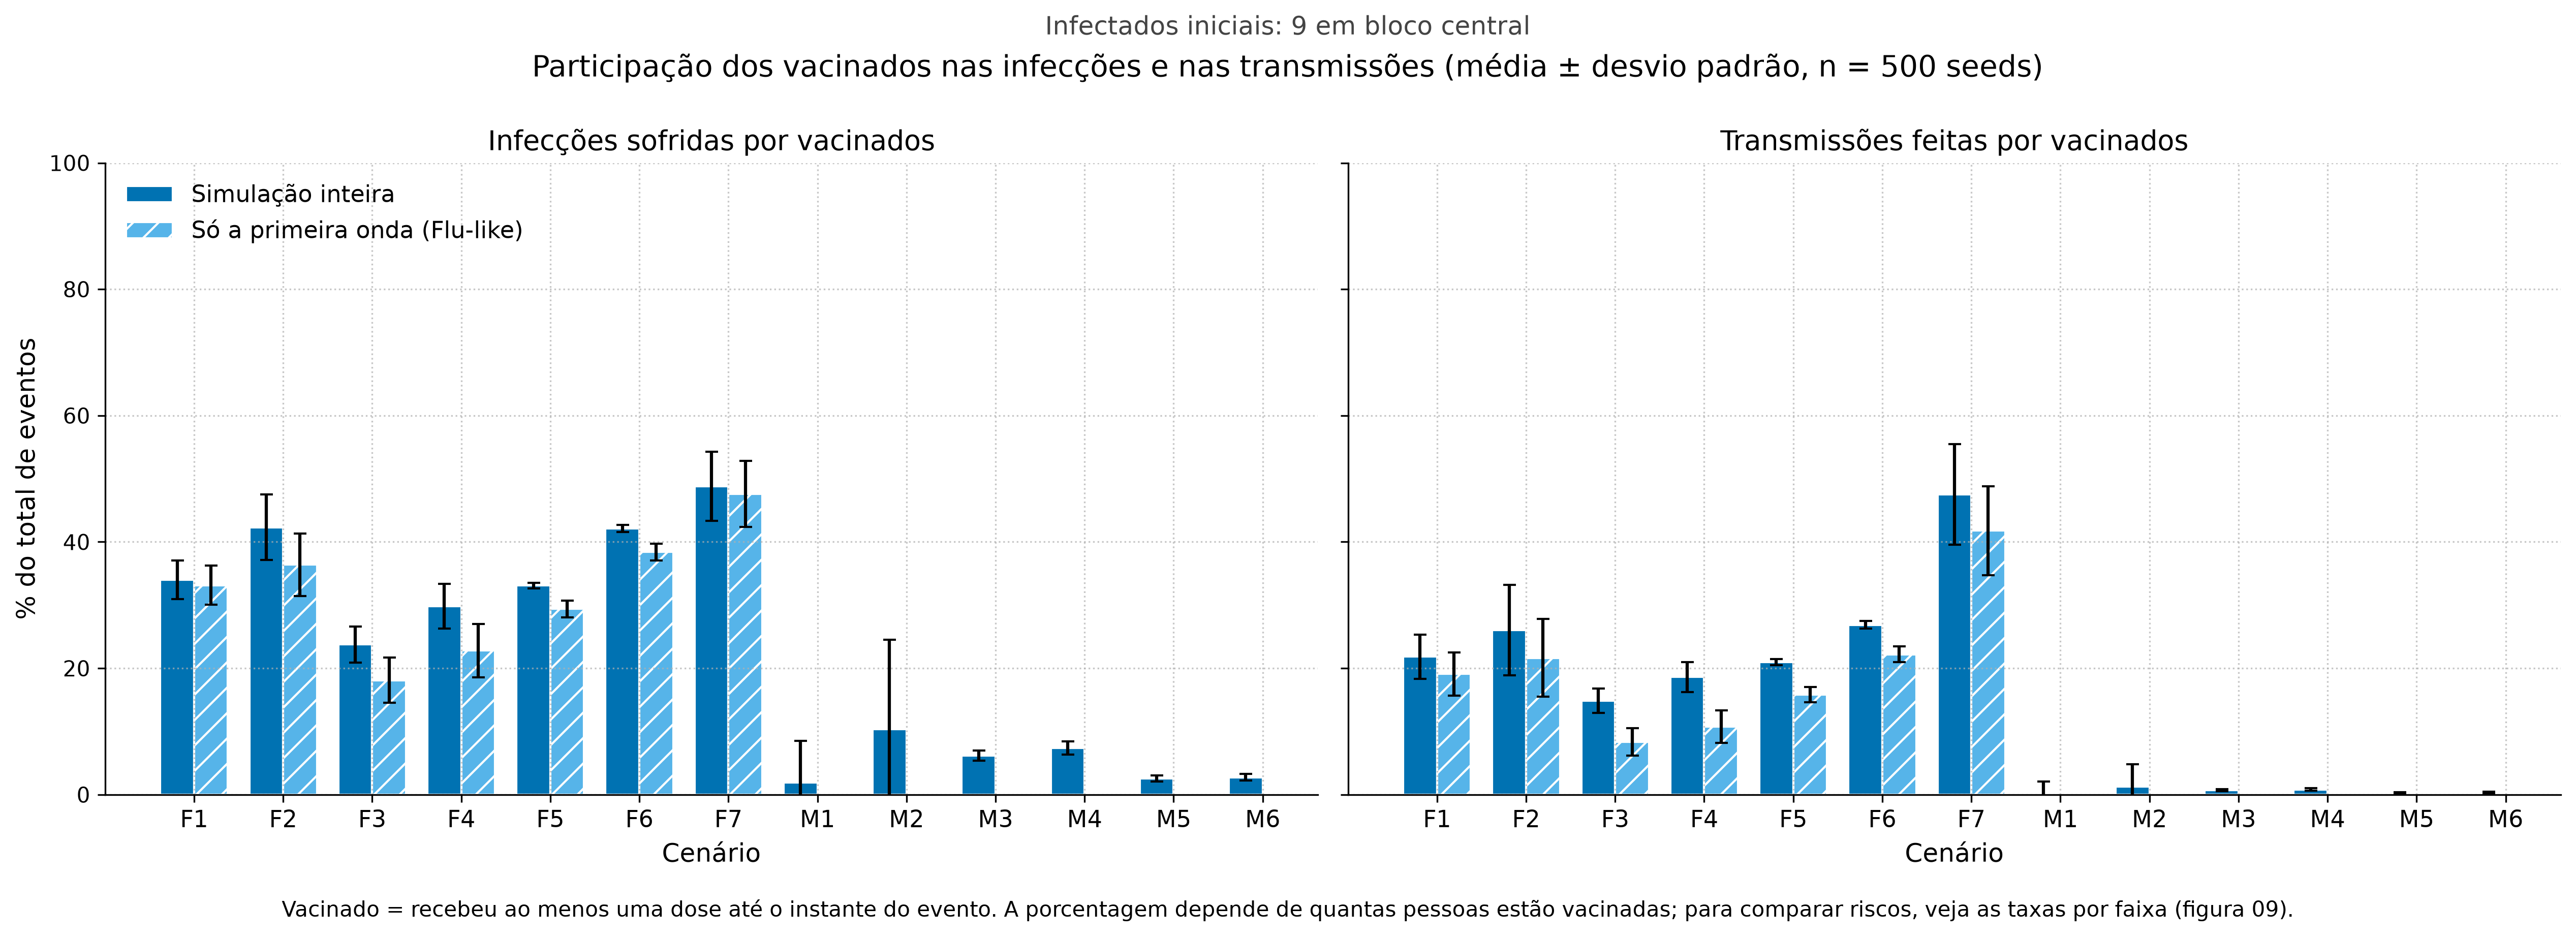 Infectados iniciais: 9 em bloco central
Participação dos vacinados nas infecções e nas transmissões (média ± desvio padrão, n = 500 seeds)
Infecções sofridas por vacinados
% do total de eventos
100
80
60
40
20
0
Simulação inteira
Só a primeira onda (Flu-like)
F1 F2 F3 F4 F5 F6 F7 M1 M2 M3 M4 M5 M6
Cenário
Transmissões feitas por vacinados
F1 F2 F3 F4 F5 F6 F7 M1 M2 M3 M4 M5 M6
Cenário
Vacinado = recebeu ao menos uma dose até o instante do evento. A porcentagem depende de quantas pessoas estão vacinadas; para comparar riscos, veja as taxas por faixa (figura 09).